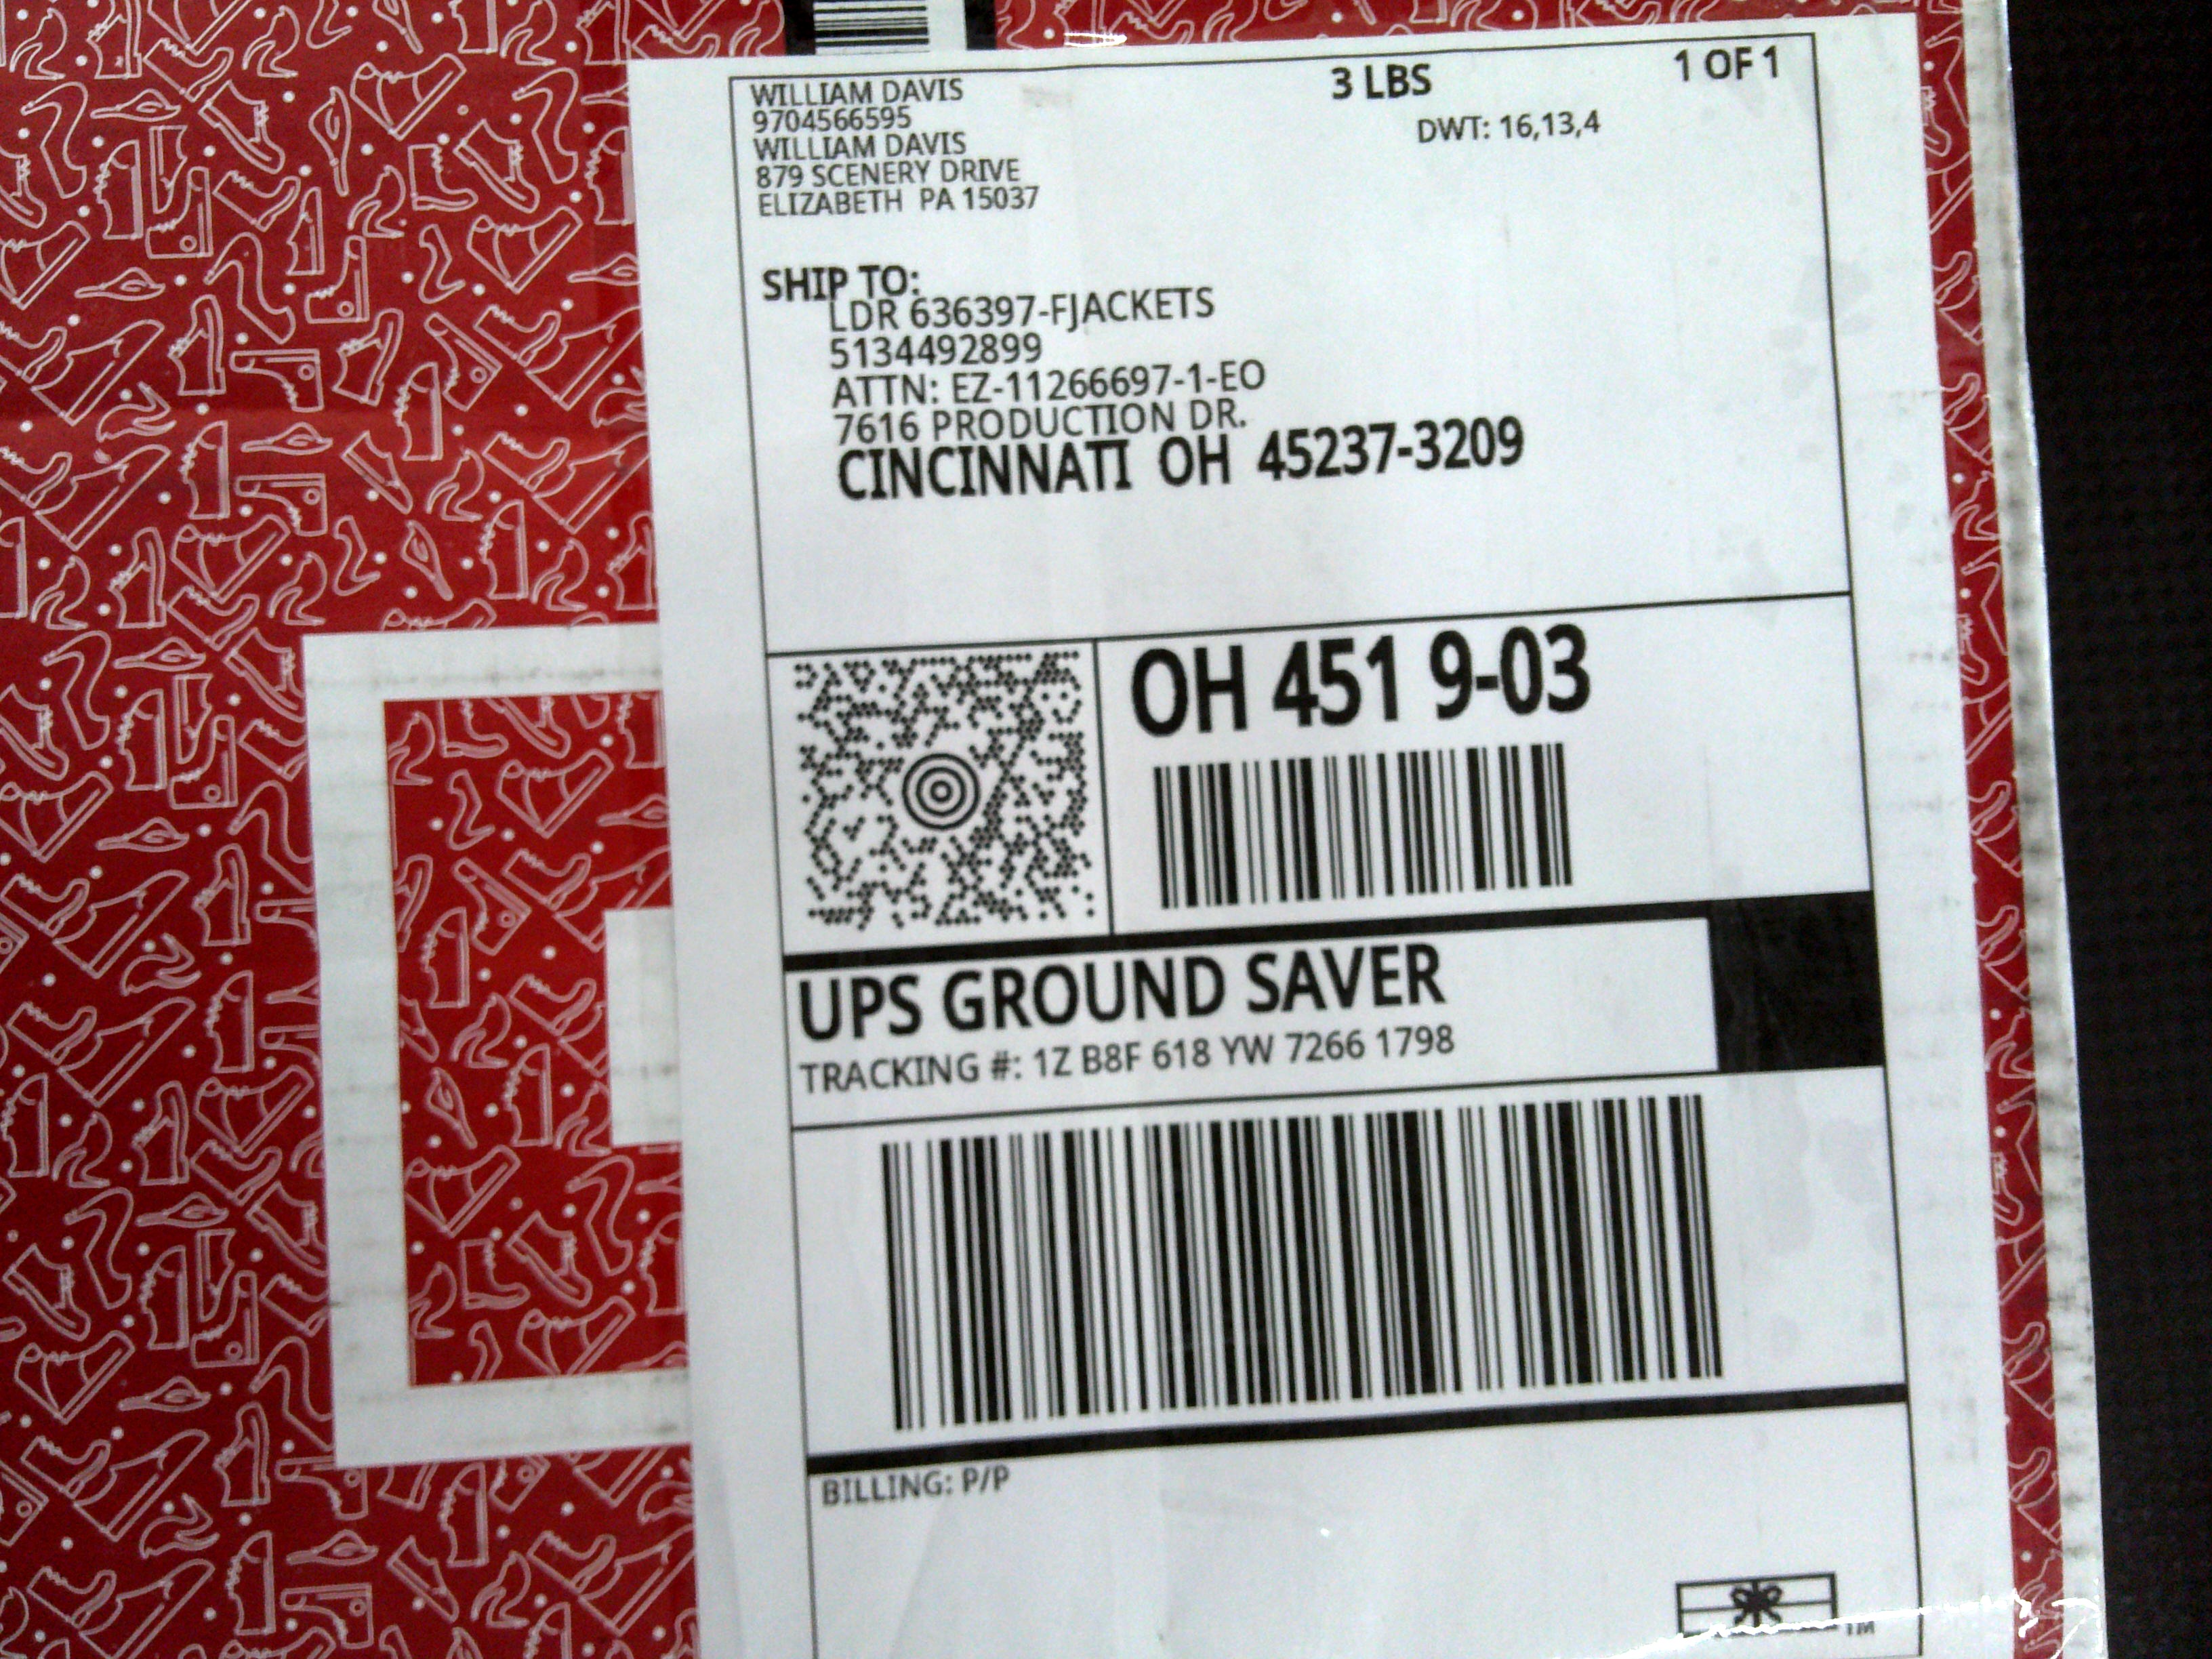 WILLIAM DAVIS
9704566595
WILLIAM DAVIS
879 SCENERY DRIVE
ELIZABETH PA 15037
3 LBS
1 OF 1
DWT: 16,13,4
SHIP TO:
LDR 636397-FJACKETS
5134492899
ATTN: EZ-11266697-1-EO
7616 PRODUCTION DR.
CINCINNATI OH 45237-3209
OH 451 9-03
UPS GROUND SAVER
TRACKING #: 1Z B8F 618 YW 7266 1798
BILLING: P/P
TM